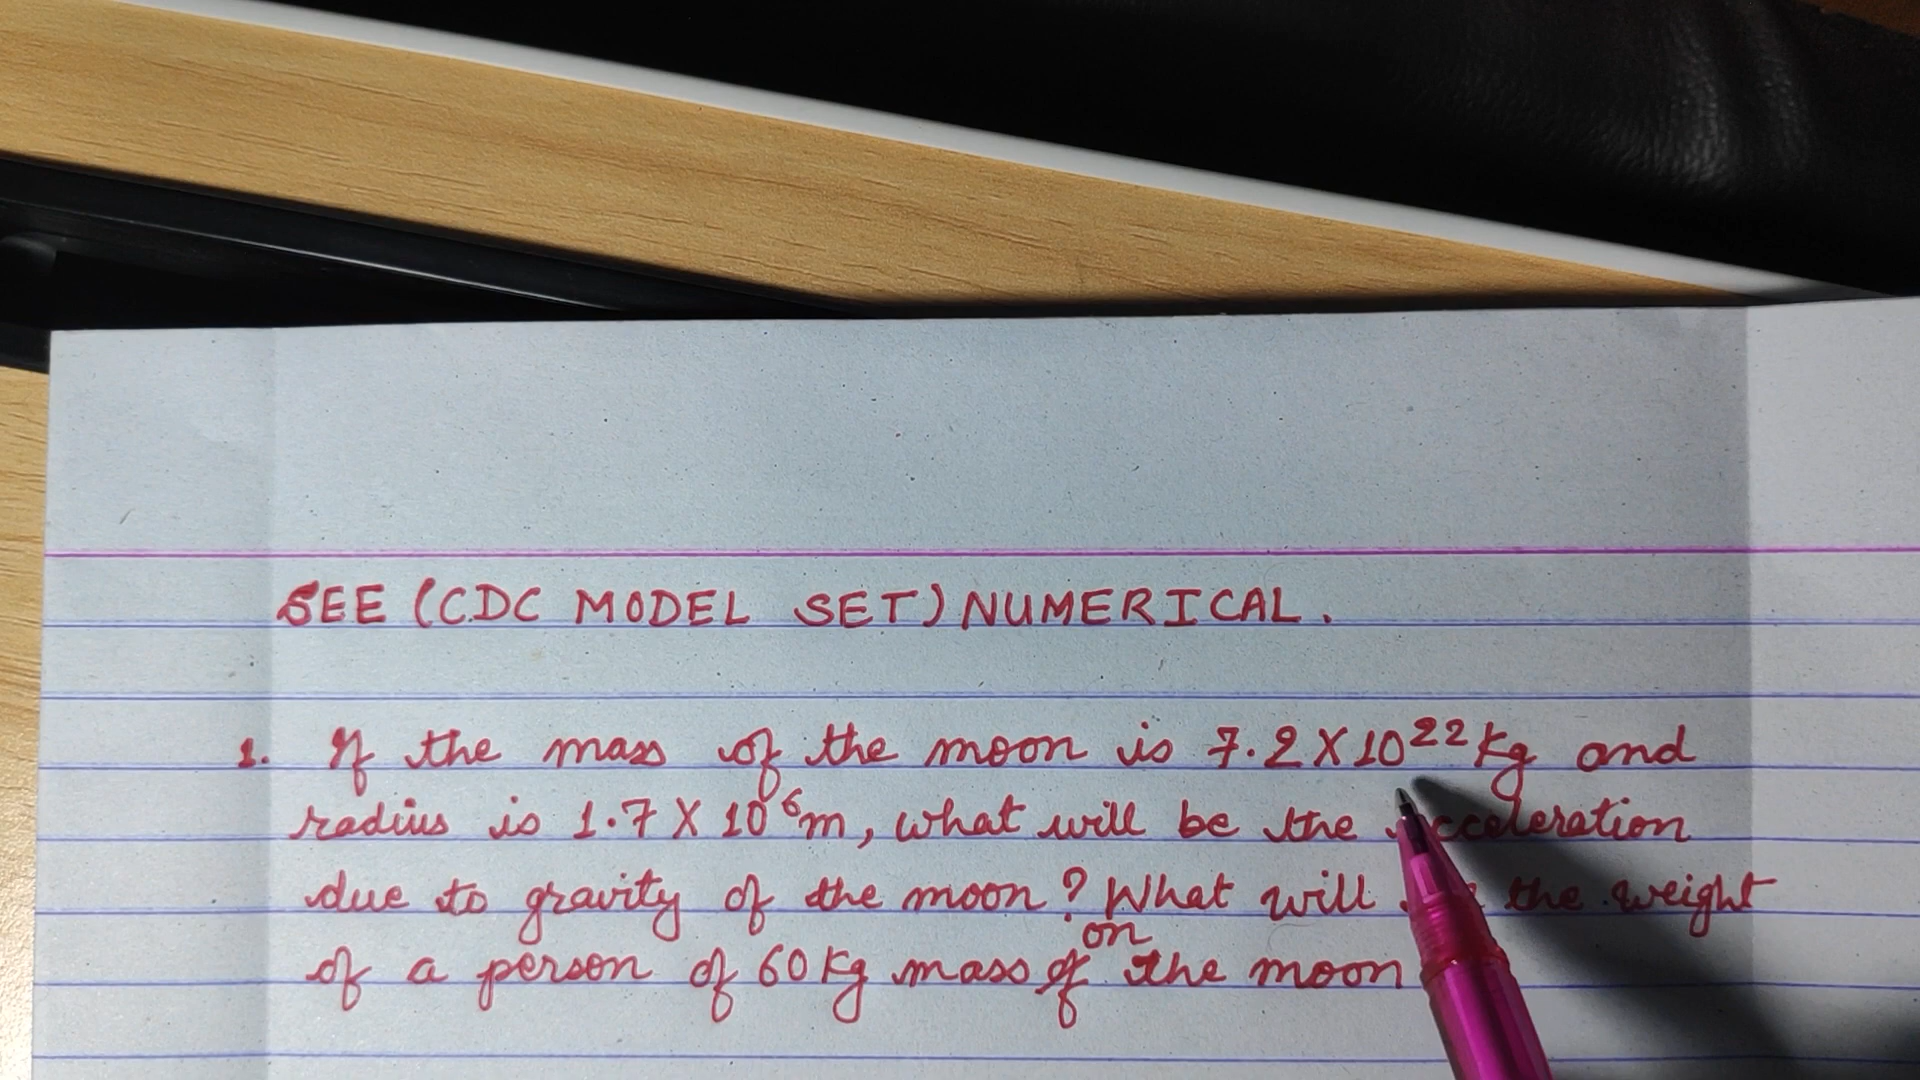 SEE (CDC MODEL SET) NUMERICAL.
1. If the mass of the moon is 7.2 X 10²² Kg and
radius is 1.7 X 10⁶m, what will be the acceleration
due to gravity of the moon? What will the weight
on
of a person of 60 Kg mass of the moon